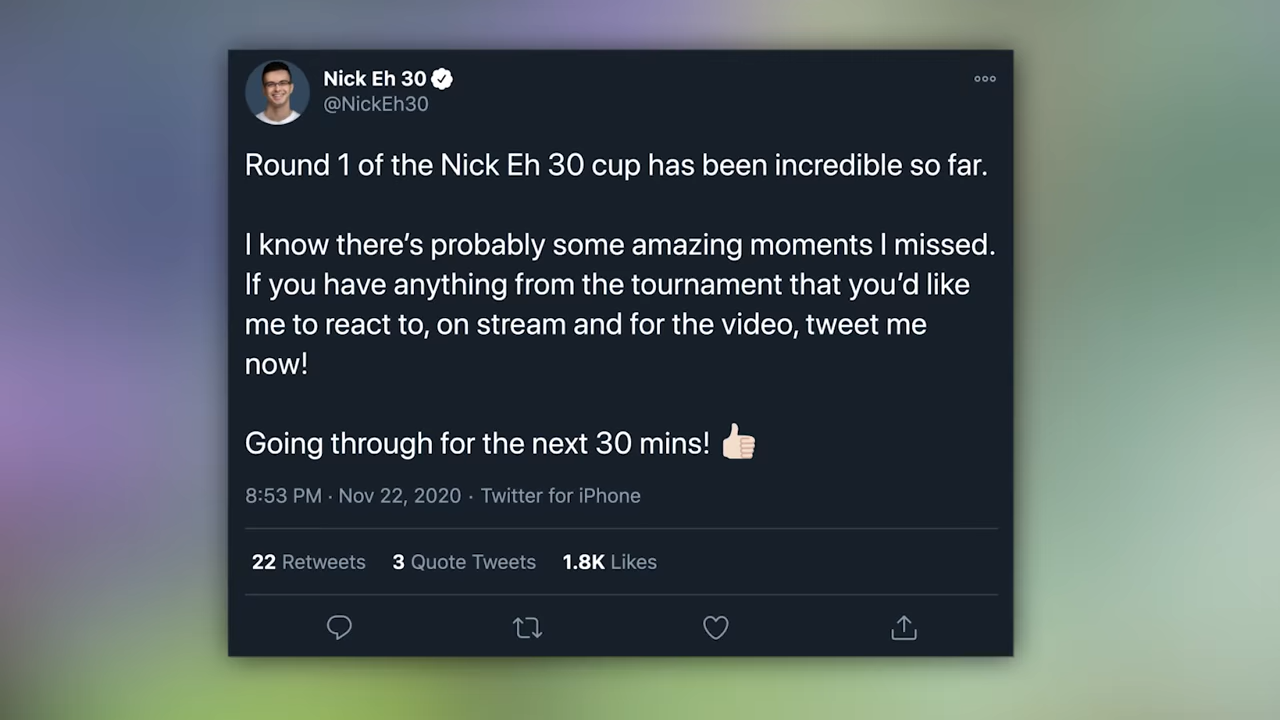 Nick Eh 30
@NickEh30
Round 1 of the Nick Eh 30 cup has been incredible so far.
I know there's probably some amazing moments I missed.
If you have anything from the tournament that you'd like
me to react to, on stream and for the video, tweet me
now!
Going through for the next 30 mins! 👍🏻
8:53 PM · Nov 22, 2020 · Twitter for iPhone
22 Retweets 3 Quote Tweets 1.8K Likes